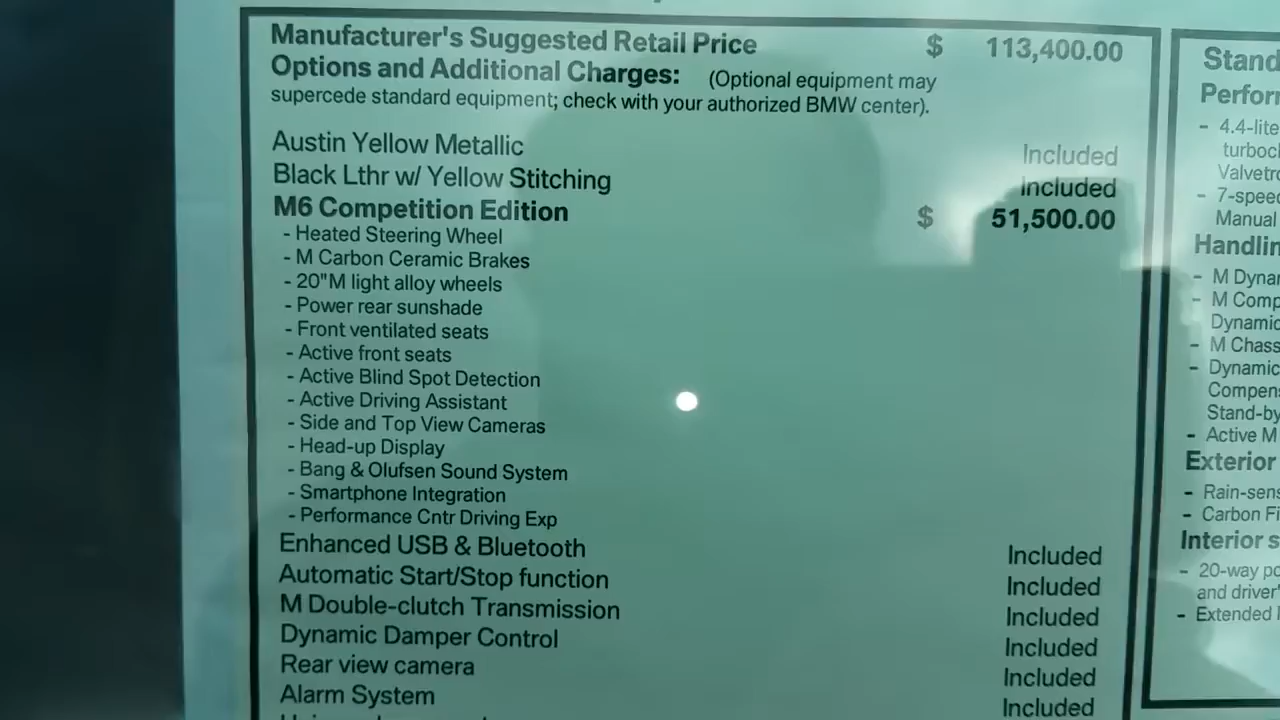 Manufacturer's Suggested Retail Price $ 113,400.00
Options and Additional Charges: (Optional equipment may
supercede standard equipment; check with your authorized BMW center).
Austin Yellow Metallic Included
Black Lthr w/ Yellow Stitching Included
M6 Competition Edition $ 51,500.00
- Heated Steering Wheel
- M Carbon Ceramic Brakes
- 20"M light alloy wheels
- Power rear sunshade
- Front ventilated seats
- Active front seats
- Active Blind Spot Detection
- Active Driving Assistant
- Side and Top View Cameras
- Head-up Display
- Bang & Olufsen Sound System
- Smartphone Integration
- Performance Cntr Driving Exp
Enhanced USB & Bluetooth Included
Automatic Start/Stop function Included
M Double-clutch Transmission Included
Dynamic Damper Control Included
Rear view camera Included
Alarm System Included
Stand
Perfor
- 4.4-lite
turboc
Valvetr
- 7-speed
Manual
Handlin
- M Dyna
- M Comp
Dynamic
- M Chass
- Dynamic
Compen
Stand-by
- Active M
Exterior
- Rain-sens
- Carbon Fi
Interior s
- 20-way po
and driver'
- Extended